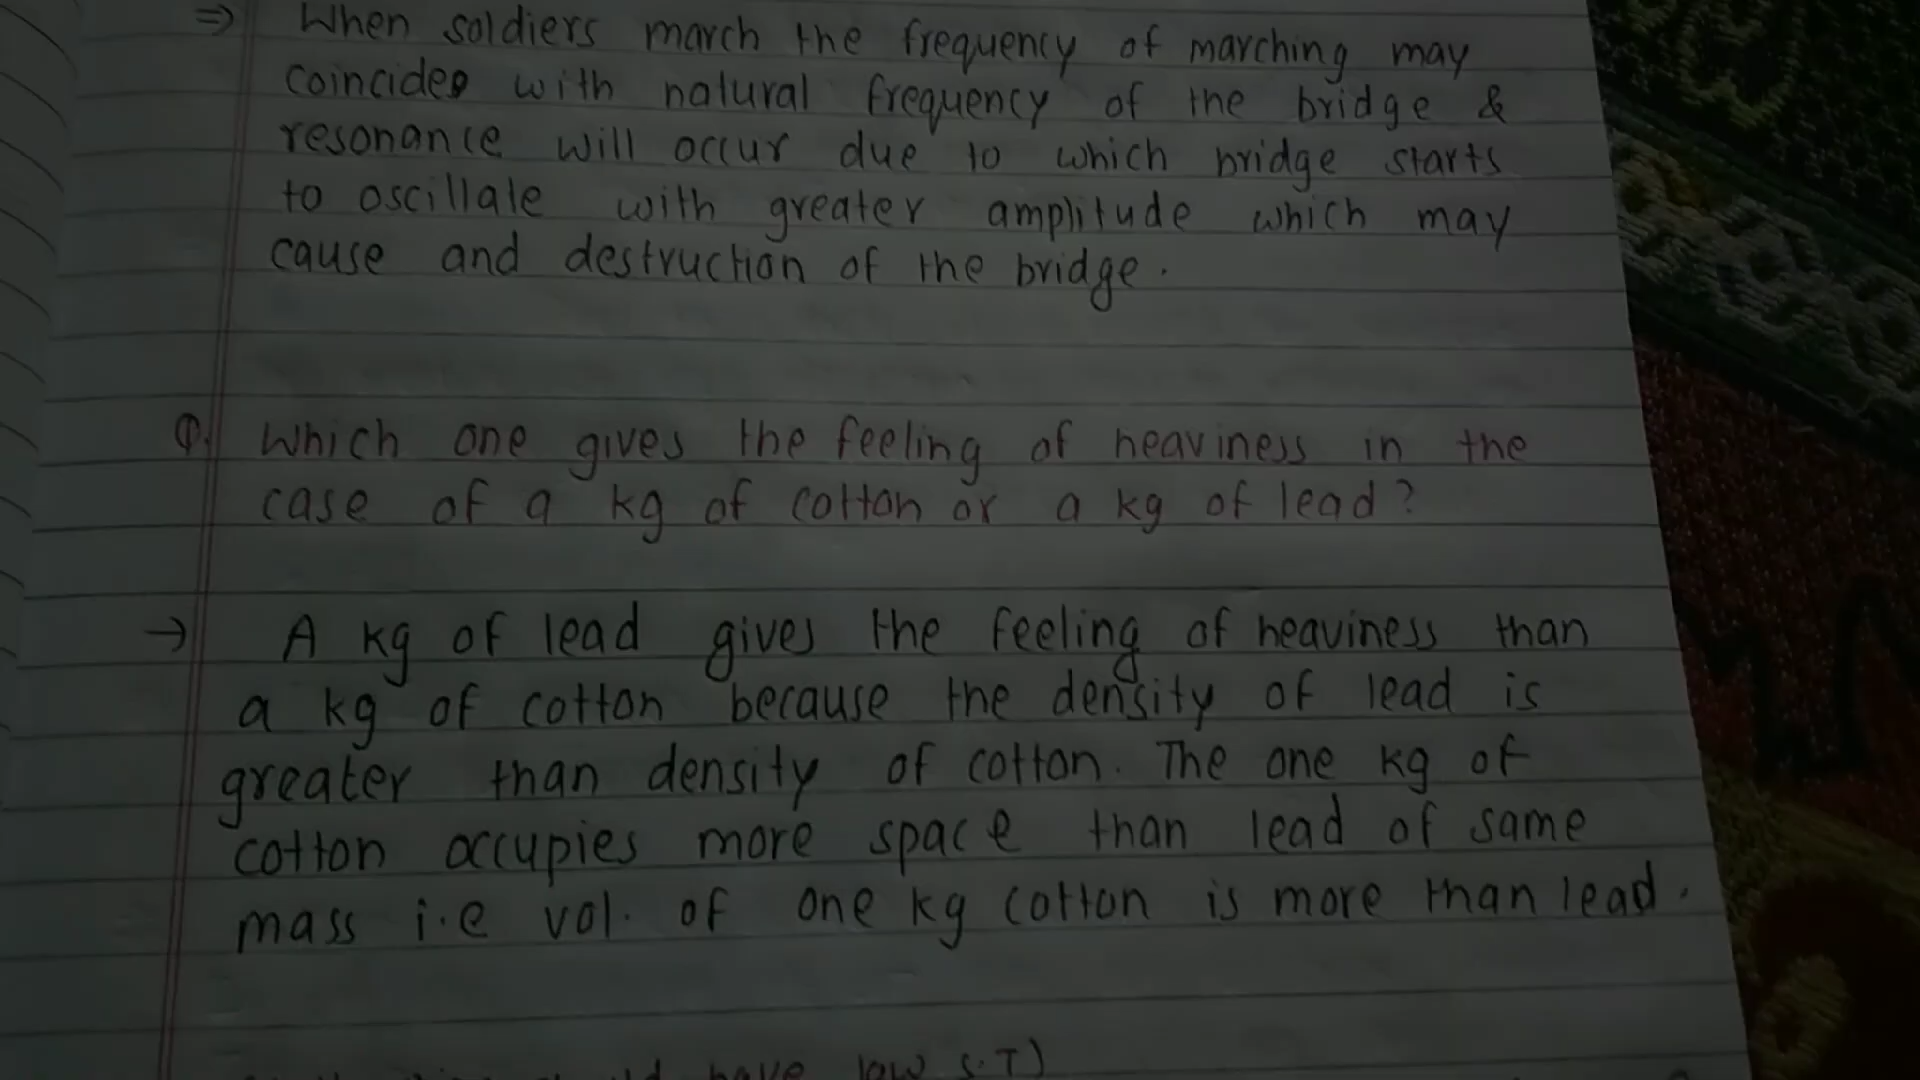 ⇒ When soldiers march the frequency of marching may
coincides with natural frequency of the bridge &
resonance will occur due to which bridge starts
to oscillate with greater amplitude which may
cause and destruction of the bridge.
Q. Which one gives the feeling of heaviness in the
case of a kg of cotton or a kg of lead?
→ A kg of lead gives the feeling of heaviness than
a kg of cotton because the density of lead is
greater than density of cotton. The one kg of
cotton occupies more space than lead of same
mass i.e vol. of one kg cotton is more than lead.
have low S.T)